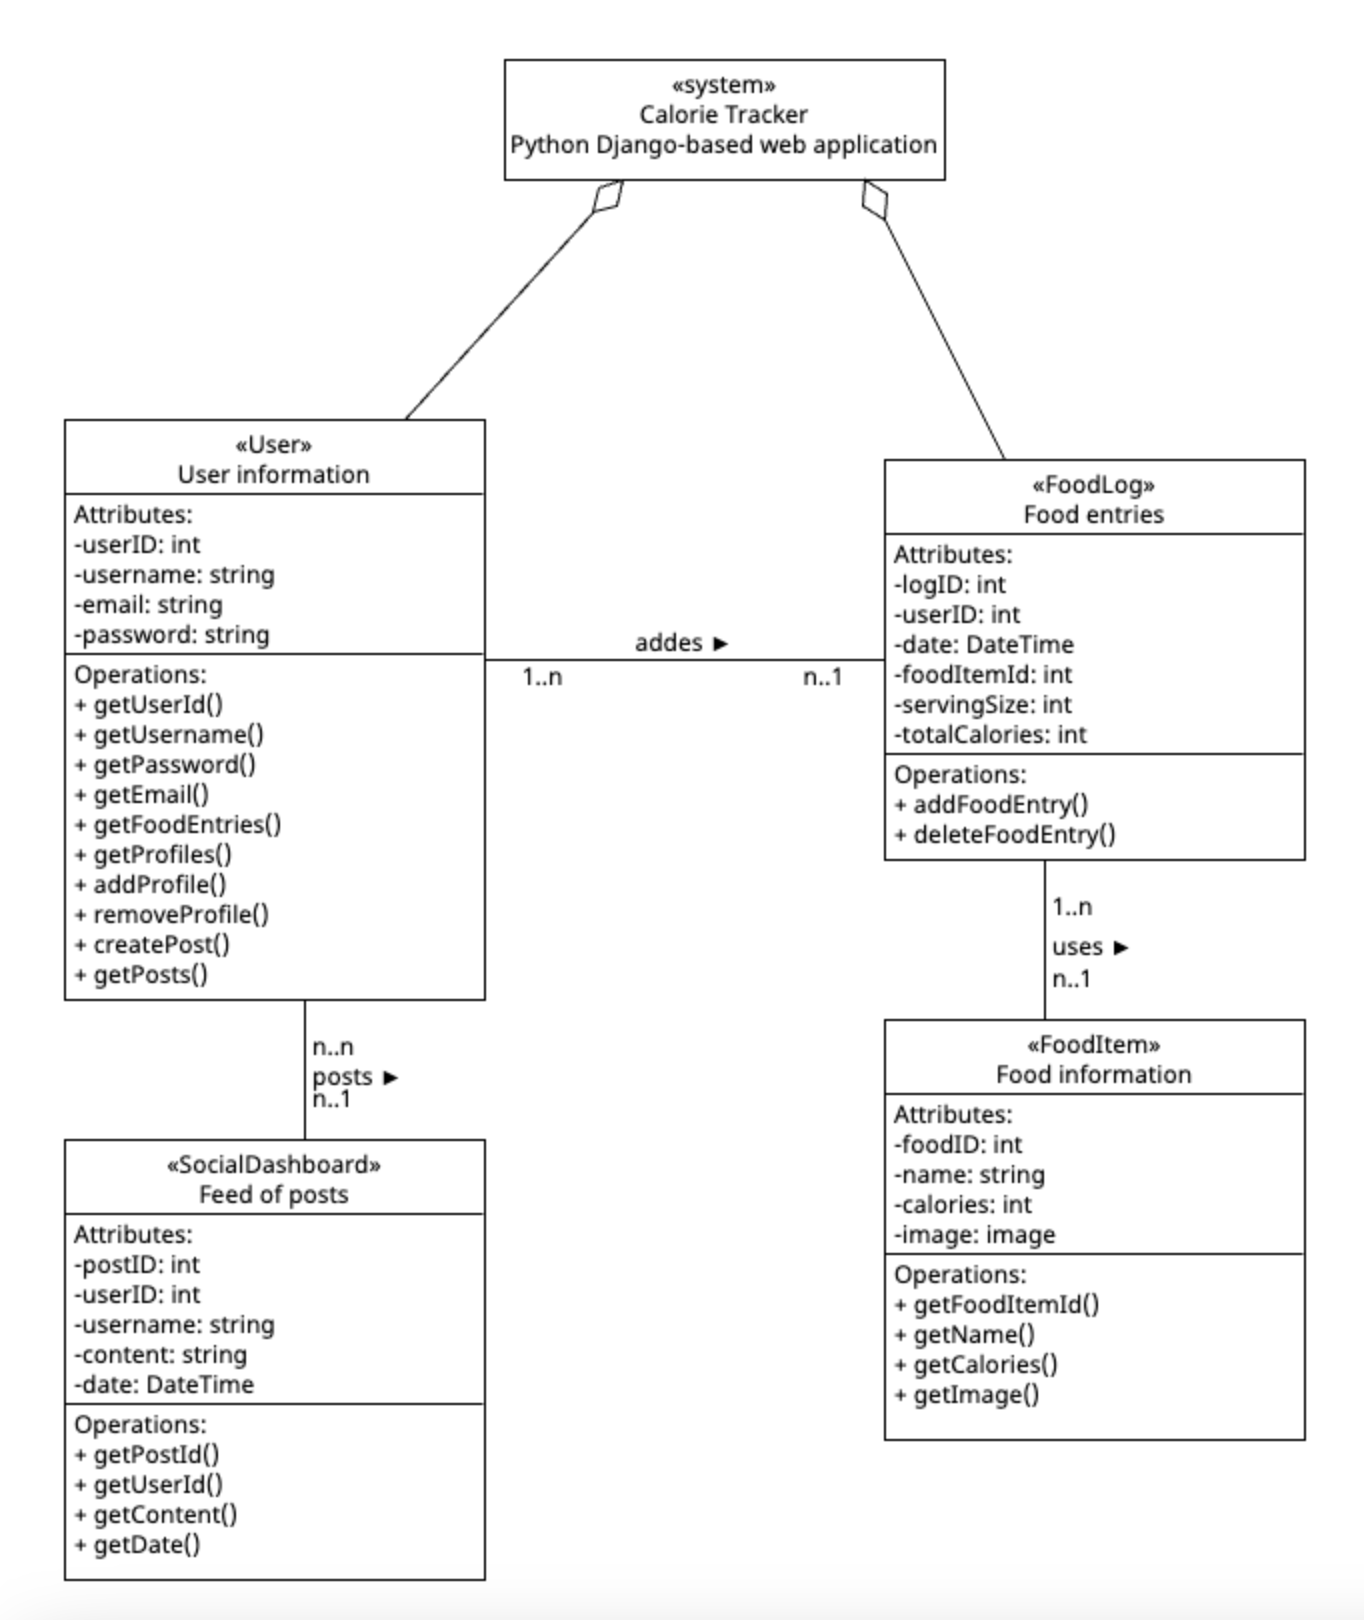 «system»
Calorie Tracker
Python Django-based web application
«User»
User information
Attributes:
-userID: int
-username: string
-email: string
-password: string
Operations:
+ getUserId()
+ getUsername()
+ getPassword()
+ getEmail()
+ getFoodEntries()
+ getProfiles()
+ addProfile()
+ removeProfile()
+ createPost()
+ getPosts()
addes ►
1..n
n..1
«FoodLog»
Food entries
Attributes:
-logID: int
-userID: int
-date: DateTime
-foodItemId: int
-servingSize: int
-totalCalories: int
Operations:
+ addFoodEntry()
+ deleteFoodEntry()
n..n
posts ►
n..1
1..n
uses ►
n..1
«SocialDashboard»
Feed of posts
Attributes:
-postID: int
-userID: int
-username: string
-content: string
-date: DateTime
Operations:
+ getPostId()
+ getUserId()
+ getContent()
+ getDate()
«FoodItem»
Food information
Attributes:
-foodID: int
-name: string
-calories: int
-image: image
Operations:
+ getFoodItemId()
+ getName()
+ getCalories()
+ getImage()